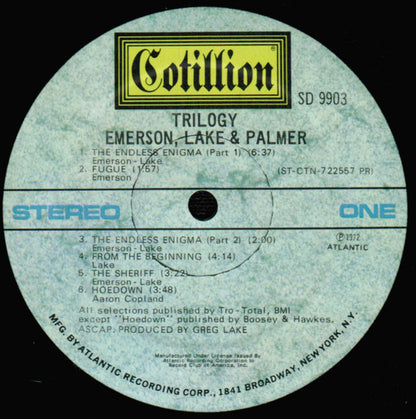 Cotillion
SD 9903
TRILOGY
EMERSON, LAKE & PALMER
1. THE ENDLESS ENIGMA (Part 1) (6:37)
Emerson - Lake
2. FUGUE (1:57)
Emerson
(ST-CTN-722557 PR)
STEREO
ONE
3. THE ENDLESS ENIGMA (Part 2) (2:00)
Emerson - Lake
℗ 1972
ATLANTIC
4. FROM THE BEGINNING (4:14)
Lake
5. THE SHERIFF (3:22)
Emerson - Lake
6. HOEDOWN (3:48)
Aaron Copland
All selections published by Tro-Total, BMI
except "Hoedown" published by Boosey & Hawkes,
ASCAP. PRODUCED BY GREG LAKE
Manufactured Under License Issued By
Atlantic Recording Corporation to
Record Club of America, Inc.
MFG. BY ATLANTIC RECORDING CORP., 1841 BROADWAY, NEW YORK, N.Y.